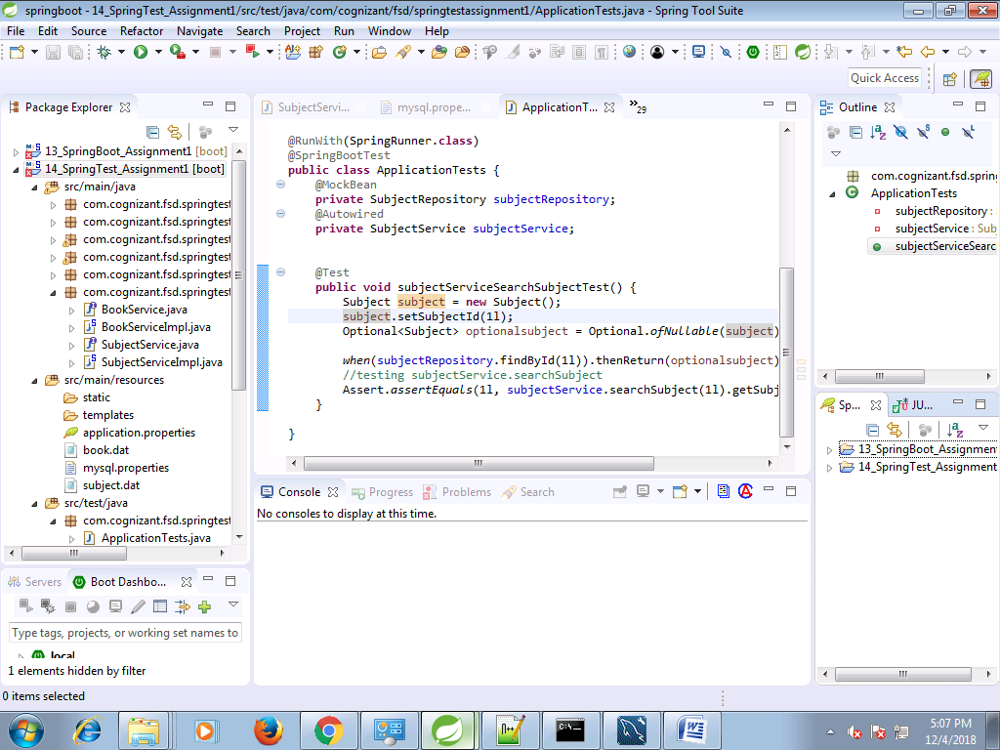 springboot - 14_SpringTest_Assignment1/src/test/java/com/cognizant/fsd/springtestassignment1/ApplicationTests.java - Spring Tool Suite
File Edit Source Refactor Navigate Search Project Run Window Help
Quick Access
Package Explorer
13_SpringBoot_Assignment1 [boot]
14_SpringTest_Assignment1 [boot]
src/main/java
com.cognizant.fsd.springtest
com.cognizant.fsd.springtest
com.cognizant.fsd.springtest
com.cognizant.fsd.springtest
com.cognizant.fsd.springtest
com.cognizant.fsd.springtest
BookService.java
BookServiceImpl.java
SubjectService.java
SubjectServiceImpl.java
src/main/resources
static
templates
application.properties
book.dat
mysql.properties
subject.dat
src/test/java
com.cognizant.fsd.springtest
ApplicationTests.java
Servers Boot Dashbo...
Type tags, projects, or working set names to
local
1 elements hidden by filter
0 items selected
SubjectServi... mysql.prope... ApplicationT... »29
@RunWith(SpringRunner.class)
@SpringBootTest
public class ApplicationTests {
@MockBean
private SubjectRepository subjectRepository;
@Autowired
private SubjectService subjectService;
@Test
public void subjectServiceSearchSubjectTest() {
Subject subject = new Subject();
subject.setSubjectId(1l);
Optional<Subject> optionalsubject = Optional.ofNullable(subject)
when(subjectRepository.findById(1l)).thenReturn(optionalsubject)
//testing subjectService.searchSubject
Assert.assertEquals(1l, subjectService.searchSubject(1l).getSubj
}
}
Console Progress Problems Search
No consoles to display at this time.
Outline
com.cognizant.fsd.spring
ApplicationTests
subjectRepository :
subjectService : Sub
subjectServiceSearc
Sp... JU...
13_SpringBoot_Assignmen
14_SpringTest_Assignment
5:07 PM
12/4/2018